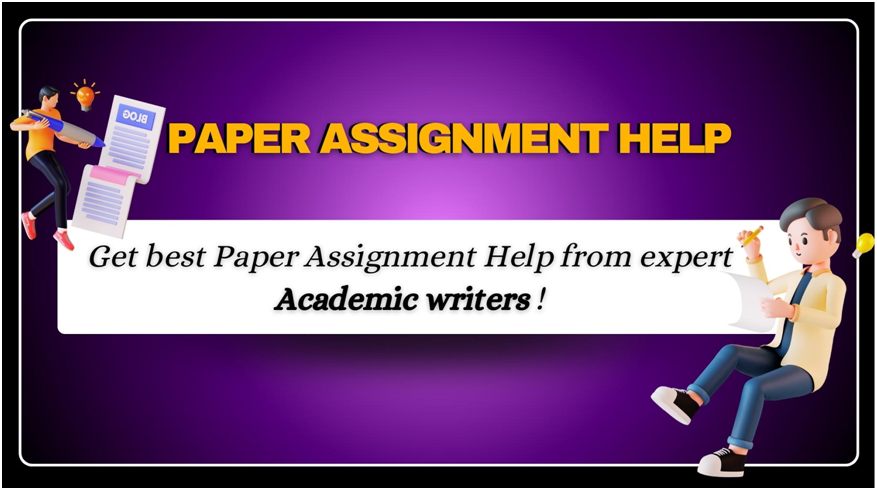 BLOG
PAPER ASSIGNMENT HELP
Get best Paper Assignment Help from expert
Academic writers !